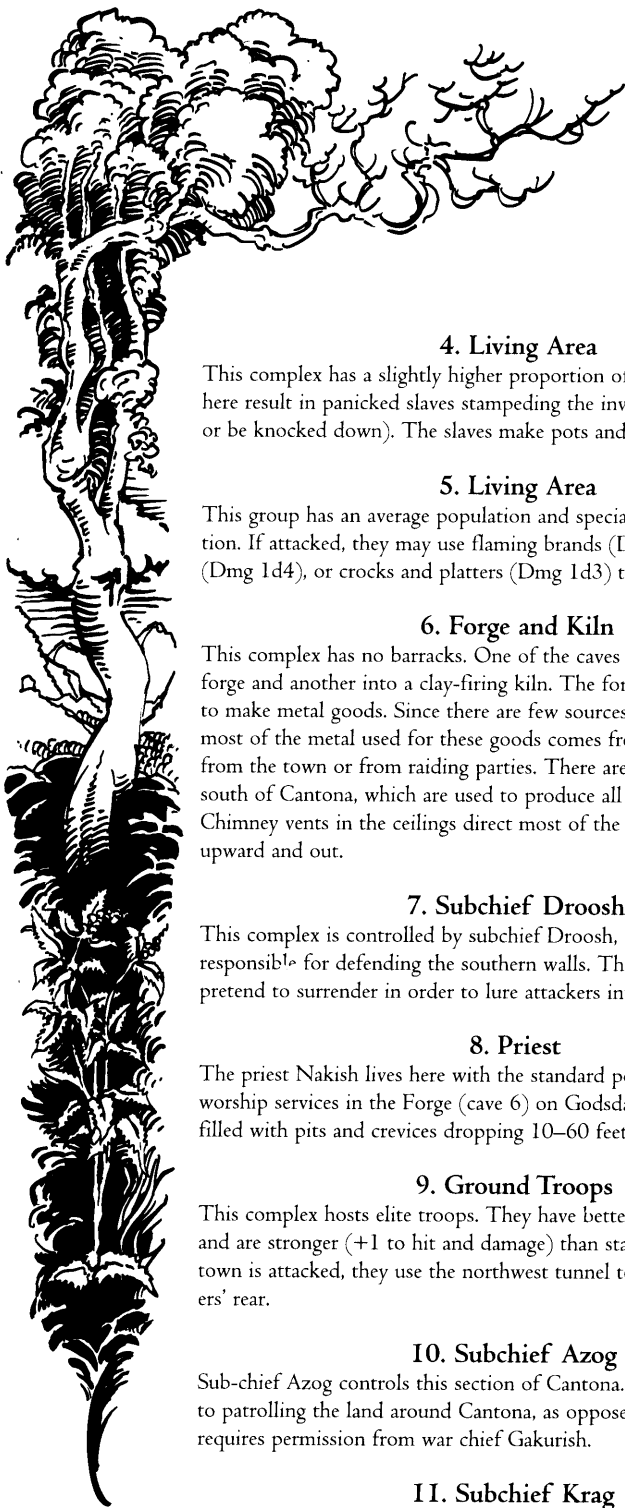 4. Living Area
This complex has a slightly higher proportion of
here result in panicked slaves stampeding the inv
or be knocked down). The slaves make pots and
5. Living Area
This group has an average population and specia
tion. If attacked, they may use flaming brands (D
(Dmg 1d4), or crocks and platters (Dmg 1d3) t
6. Forge and Kiln
This complex has no barracks. One of the caves
forge and another into a clay-firing kiln. The for
to make metal goods. Since there are few sources
most of the metal used for these goods comes fr
from the town or from raiding parties. There are
south of Cantona, which are used to produce all
Chimney vents in the ceilings direct most of the
upward and out.
7. Subchief Droosh
This complex is controlled by subchief Droosh,
responsible for defending the southern walls. Th
pretend to surrender in order to lure attackers in
8. Priest
The priest Nakish lives here with the standard p
worship services in the Forge (cave 6) on Godsda
filled with pits and crevices dropping 10–60 feet
9. Ground Troops
This complex hosts elite troops. They have bette
and are stronger (+1 to hit and damage) than sta
town is attacked, they use the northwest tunnel t
ers' rear.
10. Subchief Azog
Sub-chief Azog controls this section of Cantona.
to patrolling the land around Cantona, as oppose
requires permission from war chief Gakurish.
11. Subchief Krag